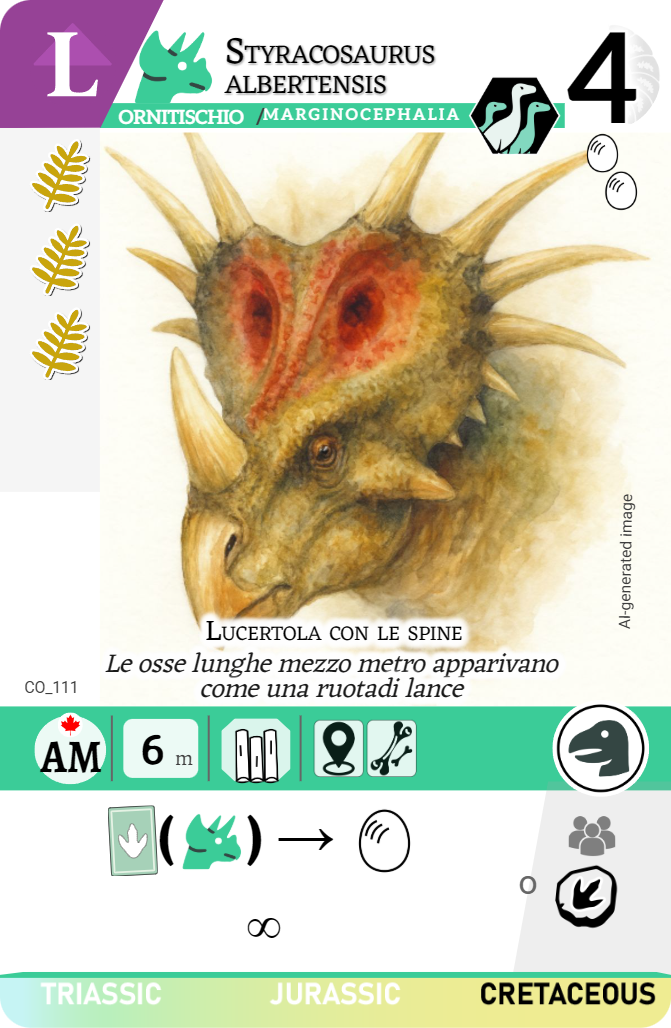 L
STYRACOSAURUS
ALBERTENSIS
4
ORNITISCHIO /MARGINOCEPHALIA
AI-generated image
LUCERTOLA CON LE SPINE
Le osse lunghe mezzo metro apparivano
come una ruotadi lance
CO_111
AM
6 m
( ) →
O
∞
TRIASSIC JURASSIC CRETACEOUS